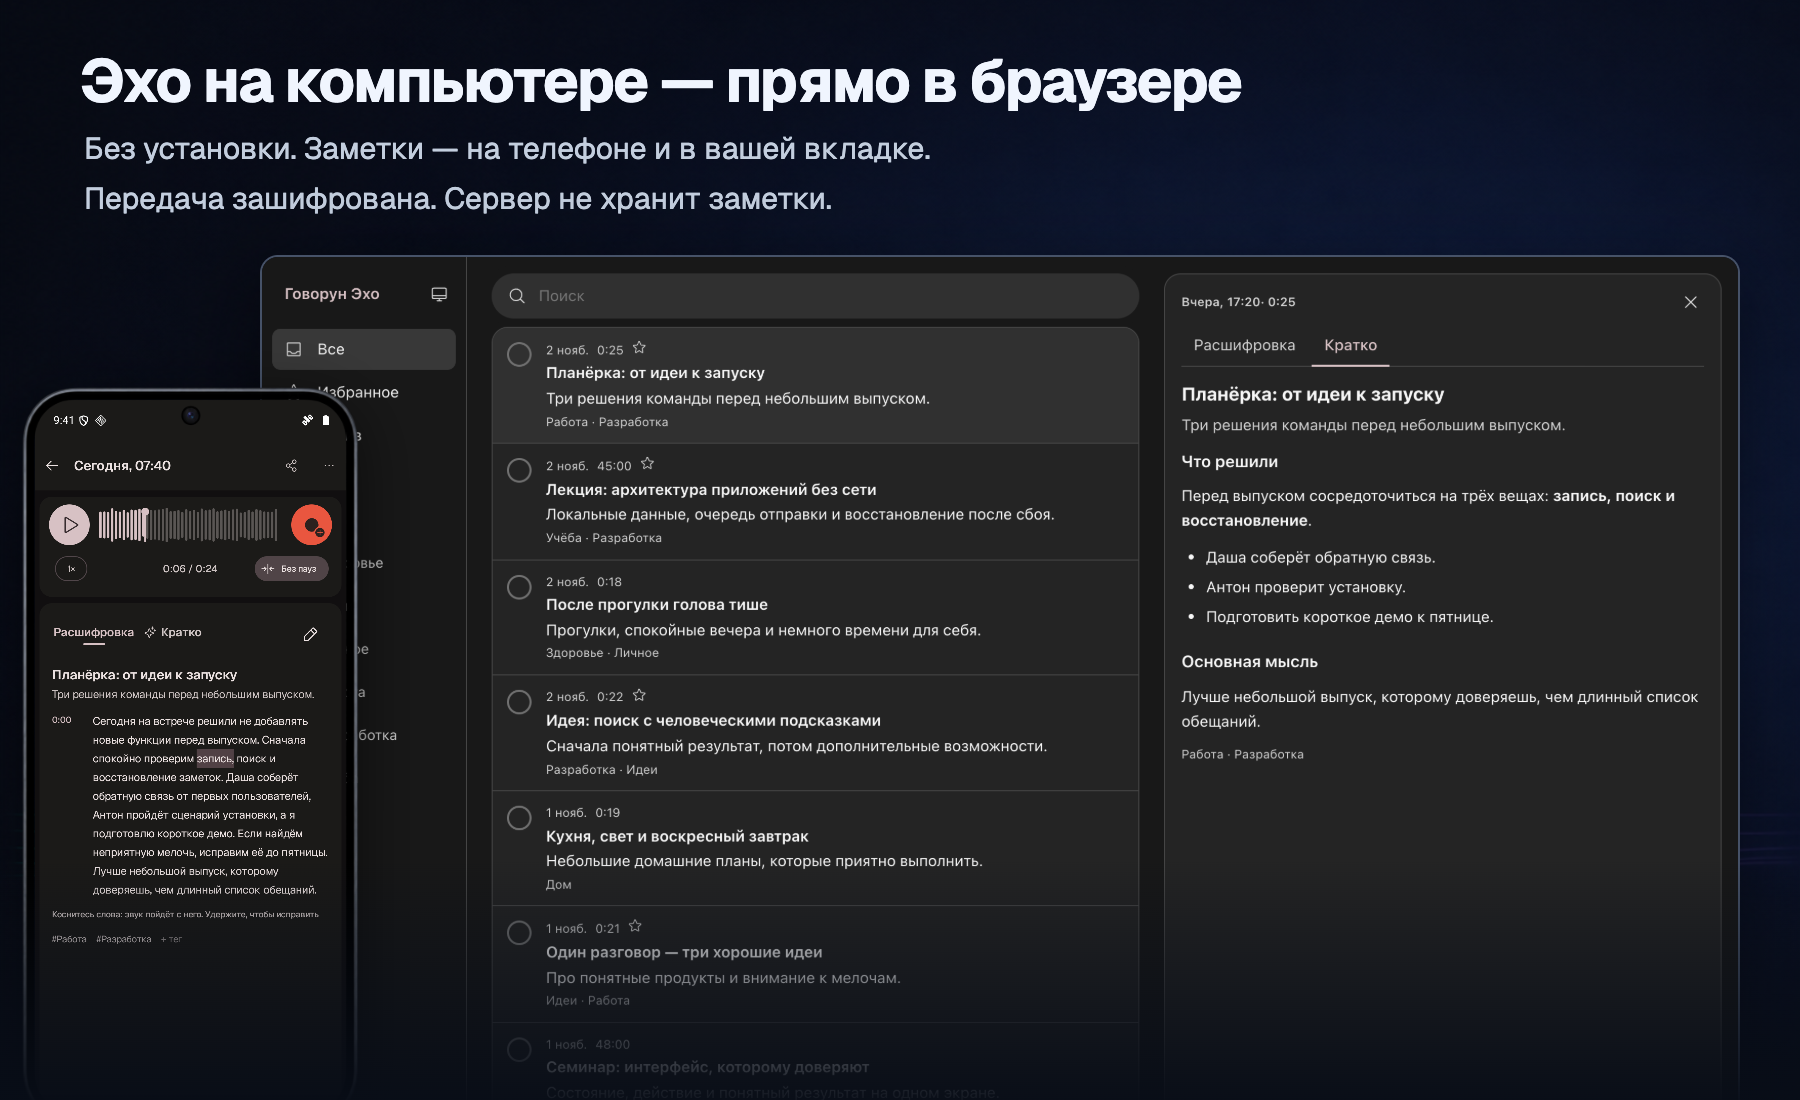 Эхо на компьютере — прямо в браузере
Без установки. Заметки — на телефоне и в вашей вкладке.
Передача зашифрована. Сервер не хранит заметки.
Говорун Эхо
Все
Избранное
Поиск
2 нояб. 0:25
Планёрка: от идеи к запуску
Три решения команды перед небольшим выпуском.
Работа · Разработка
2 нояб. 45:00
Лекция: архитектура приложений без сети
Локальные данные, очередь отправки и восстановление после сбоя.
Учёба · Разработка
2 нояб. 0:18
После прогулки голова тише
Прогулки, спокойные вечера и немного времени для себя.
Здоровье · Личное
2 нояб. 0:22
Идея: поиск с человеческими подсказками
Сначала понятный результат, потом дополнительные возможности.
Разработка · Идеи
1 нояб. 0:19
Кухня, свет и воскресный завтрак
Небольшие домашние планы, которые приятно выполнить.
Дом
1 нояб. 0:21
Один разговор — три хорошие идеи
Про понятные продукты и внимание к мелочам.
Идеи · Работа
1 нояб. 48:00
Семинар: интерфейс, которому доверяют
Состояние, действие и понятный результат на одном экране.
Вчера, 17:20· 0:25
Расшифровка Кратко
Планёрка: от идеи к запуску
Три решения команды перед небольшим выпуском.
Что решили
Перед выпуском сосредоточиться на трёх вещах: запись, поиск и
восстановление.
• Даша соберёт обратную связь.
• Антон проверит установку.
• Подготовить короткое демо к пятнице.
Основная мысль
Лучше небольшой выпуск, которому доверяешь, чем длинный список
обещаний.
Работа · Разработка
9:41
Сегодня, 07:40
1×
0:06 / 0:24
Без пауз
Расшифровка Кратко
Планёрка: от идеи к запуску
Три решения команды перед небольшим выпуском.
0:00
Сегодня на встрече решили не добавлять
новые функции перед выпуском. Сначала
спокойно проверим запись, поиск и
восстановление заметок. Даша соберёт
обратную связь от первых пользователей,
Антон пройдёт сценарий установки, а я
подготовлю короткое демо. Если найдём
неприятную мелочь, исправим её до пятницы.
Лучше небольшой выпуск, которому
доверяешь, чем длинный список обещаний.
Коснитесь слова: звук пойдёт с него. Удержите, чтобы исправить
#Работа #Разработка + тег